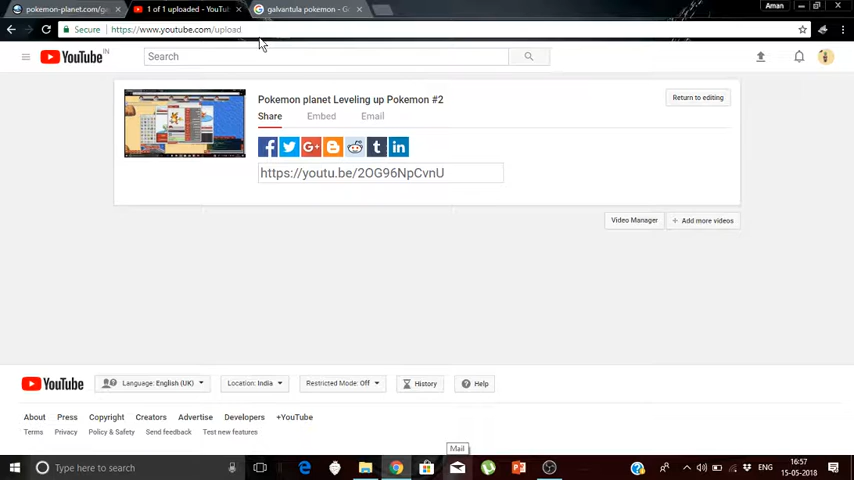 pokemon-planet.com/ga
1 of 1 uploaded - YouTu
galvantula pokemon - G
Aman
Secure
https://www.youtube.com/upload
YouTube IN
Search
Pokemon planet Leveling up Pokemon #2
Return to editing
Share
Embed
Email
https://youtu.be/2OG96NpCvnU
Video Manager
+ Add more videos
YouTube
Language: English (UK)
Location: India
Restricted Mode: Off
History
Help
About Press Copyright Creators Advertise Developers +YouTube
Terms Privacy Policy & Safety Send feedback Test new features
Mail
Type here to search
ENG
16:57
15-05-2018